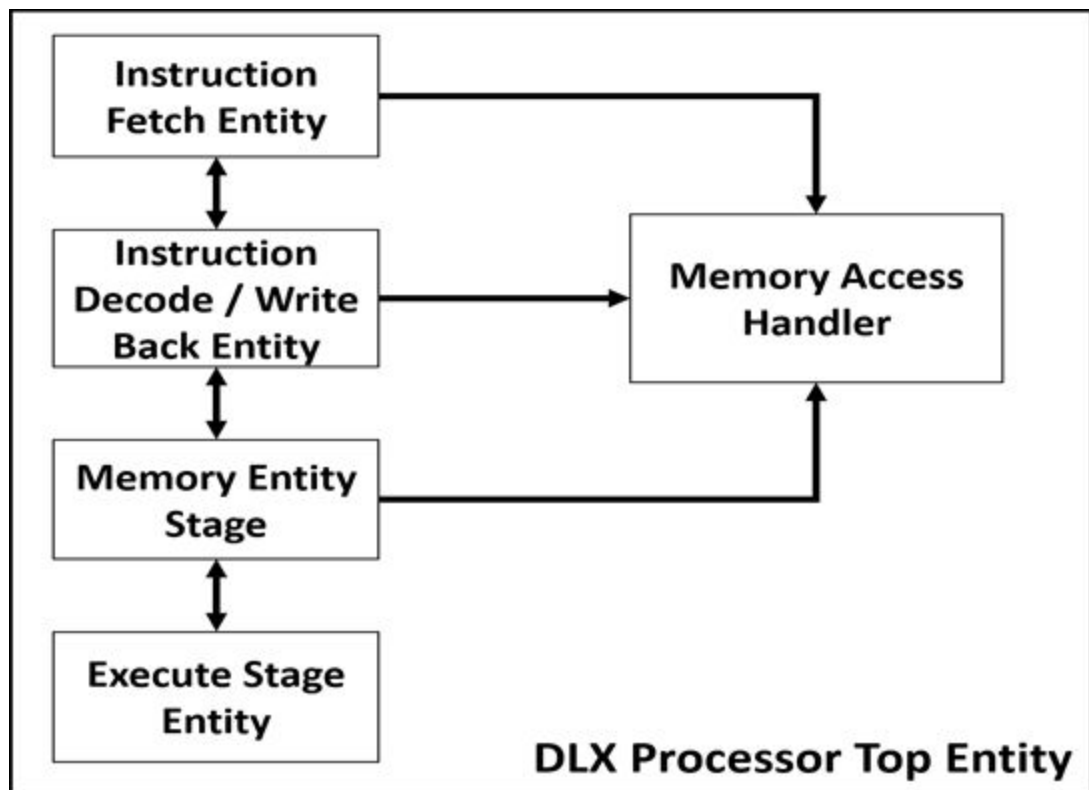 Instruction
Fetch Entity
Instruction
Decode / Write
Back Entity
Memory Access
Handler
Memory Entity
Stage
Execute Stage
Entity
DLX Processor Top Entity